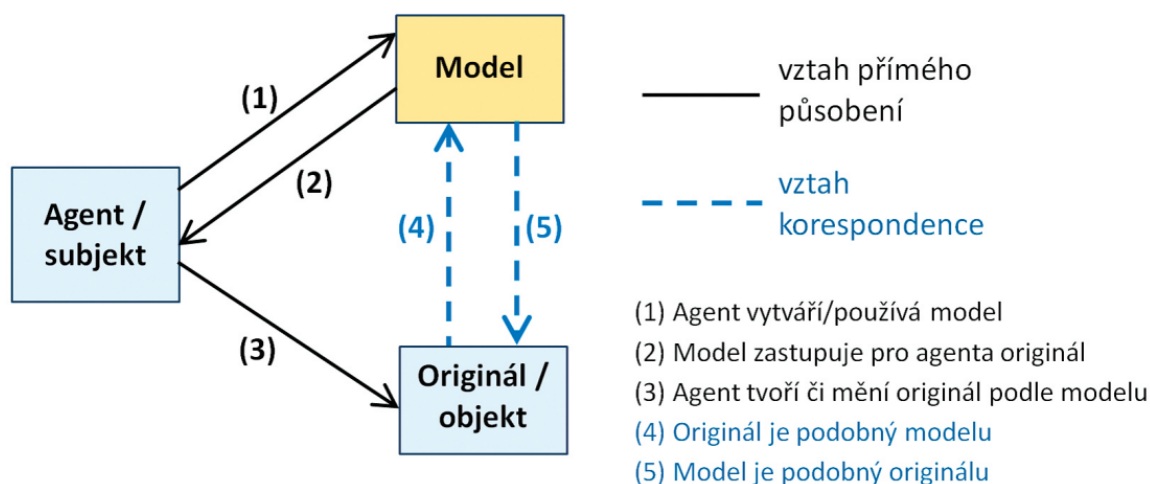 Model
(1)
(2)
Agent /
subjekt
(4)
(5)
(3)
Originál /
objekt
vztah přímého
působení
vztah
korespondence
(1) Agent vytváří/používá model
(2) Model zastupuje pro agenta originál
(3) Agent tvoří či mění originál podle modelu
(4) Originál je podobný modelu
(5) Model je podobný originálu